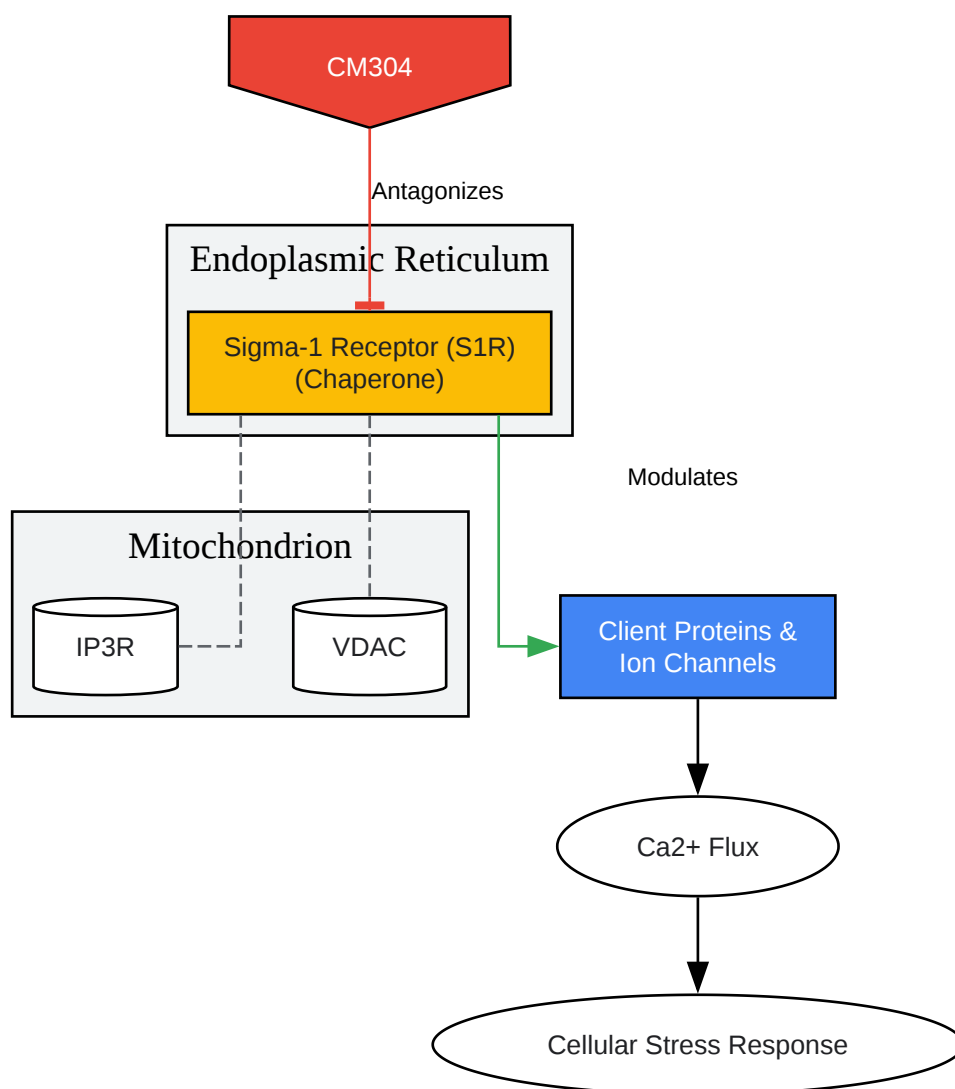 CM304
Antagonizes
Endoplasmic Reticulum
Sigma-1 Receptor (S1R)
(Chaperone)
Modulates
Mitochondrion
IP3R
VDAC
Client Proteins &
Ion Channels
Ca2+ Flux
Cellular Stress Response